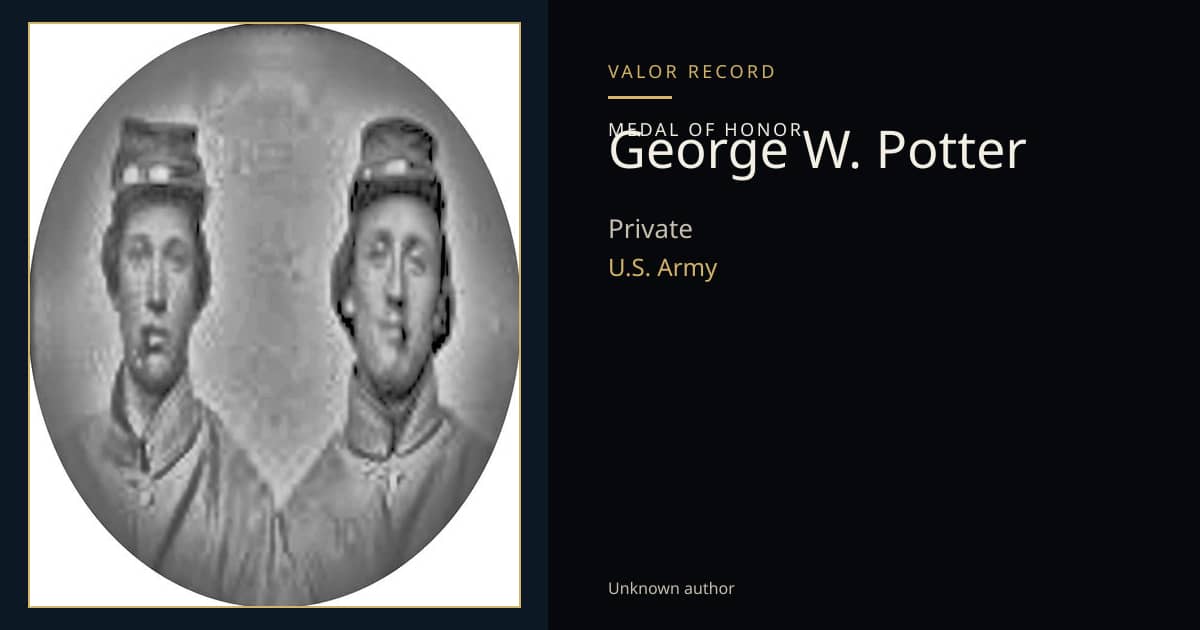 VALOR RECORD
MEDAL OF HONOR
George W. Potter
Private
U.S. Army
Unknown author